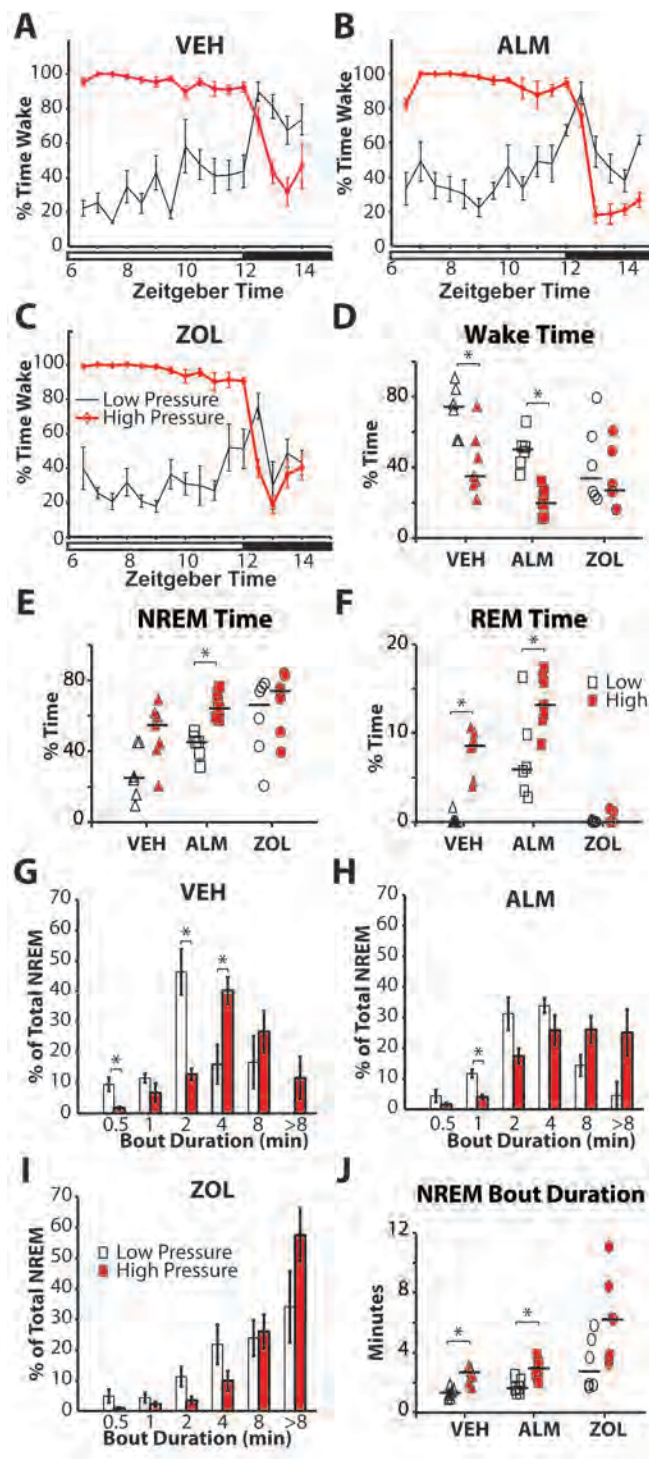 A
VEH
% Time Wake
100
80
60
40
20
0
6 8 10 12 14
Zeitgeber Time
B
ALM
% Time Wake
100
80
60
40
20
0
6 8 10 12 14
Zeitgeber Time
C
ZOL
% Time Wake
100
80
60
40
20
0
Low Pressure
High Pressure
6 8 10 12 14
Zeitgeber Time
D
Wake Time
% Time
80
40
0
*
*
VEH ALM ZOL
E
NREM Time
% Time
80
40
0
*
VEH ALM ZOL
F
REM Time
% Time
20
10
0
*
*
Low
High
VEH ALM ZOL
G
VEH
% of Total NREM
70
60
50
40
30
20
10
0
*
*
*
0.5 1 2 4 8 >8
Bout Duration (min)
H
ALM
% of Total NREM
70
60
50
40
30
20
10
0
*
0.5 1 2 4 8 >8
Bout Duration (min)
I
ZOL
% of Total NREM
70
60
50
40
30
20
10
0
Low Pressure
High Pressure
0.5 1 2 4 8 >8
Bout Duration (min)
J
NREM Bout Duration
Minutes
12
8
4
0
*
*
VEH ALM ZOL